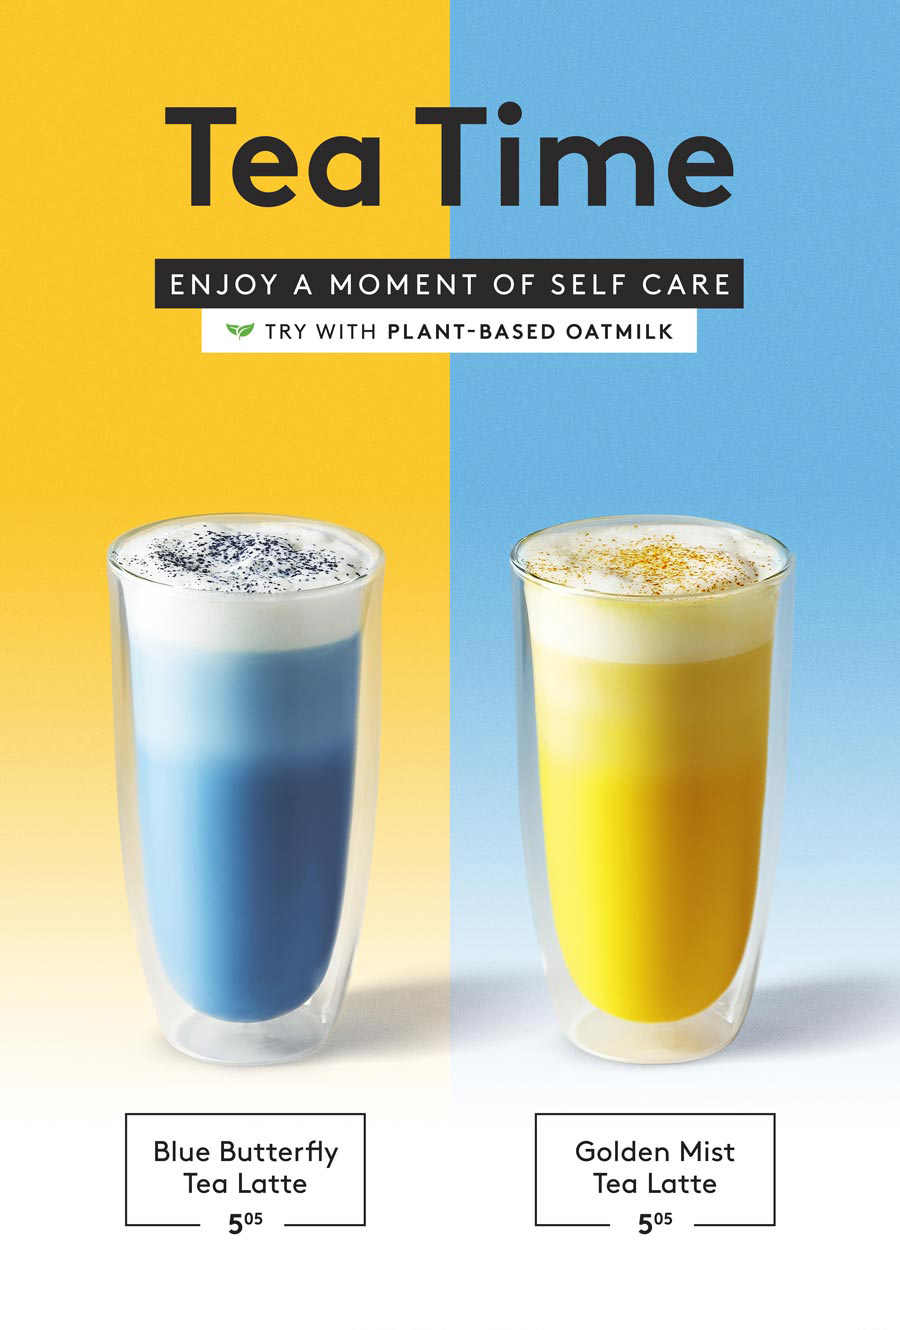 Tea Time
ENJOY A MOMENT OF SELF CARE
TRY WITH PLANT-BASED OATMILK
Blue Butterfly
Tea Latte
5⁰⁵
Golden Mist
Tea Latte
5⁰⁵